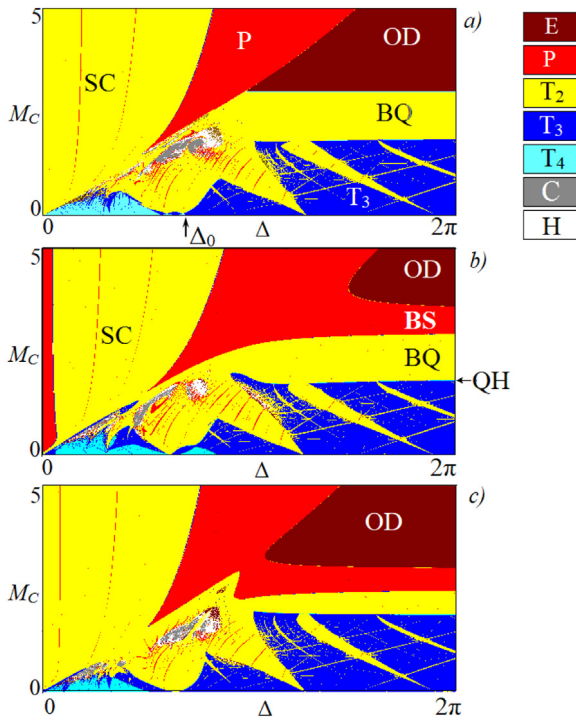 5 P OD a)
SC
M_C BQ
T_3
0
0 Δ_0 Δ 2π
E
P
T_2
T_3
T_4
C
H
5 OD b)
SC BS
M_C BQ
QH
0
0 Δ 2π
5 c)
OD
M_C
0
0 Δ 2π